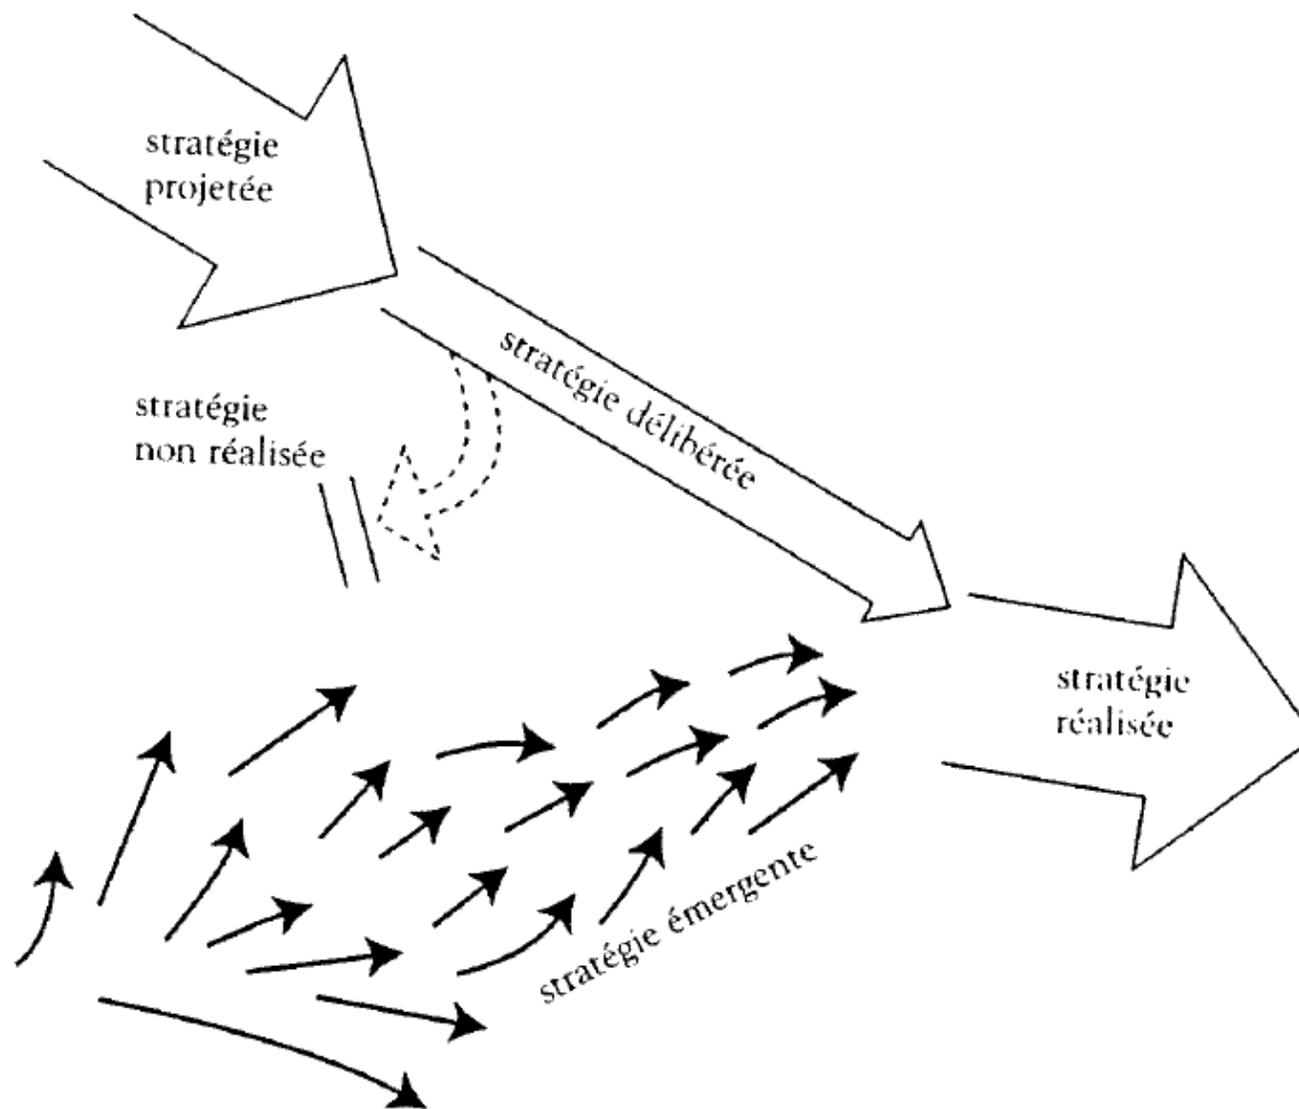 stratégie
projetée
stratégie délibérée
stratégie
non réalisée
stratégie
réalisée
stratégie émergente